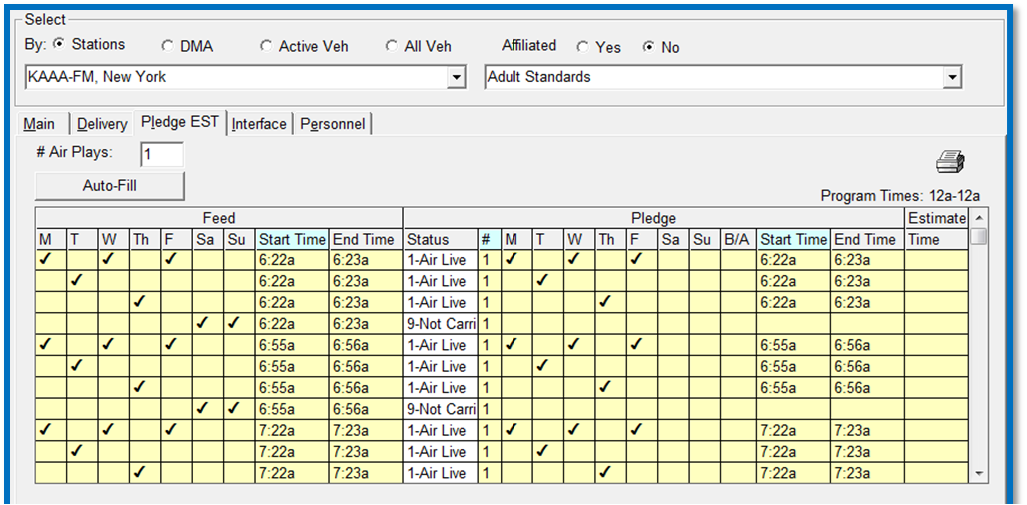 Select
By: Stations DMA Active Veh All Veh Affiliated Yes No
KAAA-FM, New York Adult Standards
Main Delivery Pledge EST Interface Personnel
# Air Plays: 1
Auto-Fill
Program Times: 12a-12a
Feed Pledge Estimate
M T W Th F Sa Su Start Time End Time Status # M T W Th F Sa Su B/A Start Time End Time Time
✓ ✓ ✓ 6:22a 6:23a 1-Air Live 1 ✓ ✓ ✓ 6:22a 6:23a
✓ 6:22a 6:23a 1-Air Live 1 ✓ 6:22a 6:23a
✓ 6:22a 6:23a 1-Air Live 1 ✓ 6:22a 6:23a
✓ ✓ 6:22a 6:23a 9-Not Carri 1
✓ ✓ ✓ 6:55a 6:56a 1-Air Live 1 ✓ ✓ ✓ 6:55a 6:56a
✓ 6:55a 6:56a 1-Air Live 1 ✓ 6:55a 6:56a
✓ 6:55a 6:56a 1-Air Live 1 ✓ 6:55a 6:56a
✓ ✓ 6:55a 6:56a 9-Not Carri 1
✓ ✓ ✓ 7:22a 7:23a 1-Air Live 1 ✓ ✓ ✓ 7:22a 7:23a
✓ 7:22a 7:23a 1-Air Live 1 ✓ 7:22a 7:23a
✓ 7:22a 7:23a 1-Air Live 1 ✓ 7:22a 7:23a